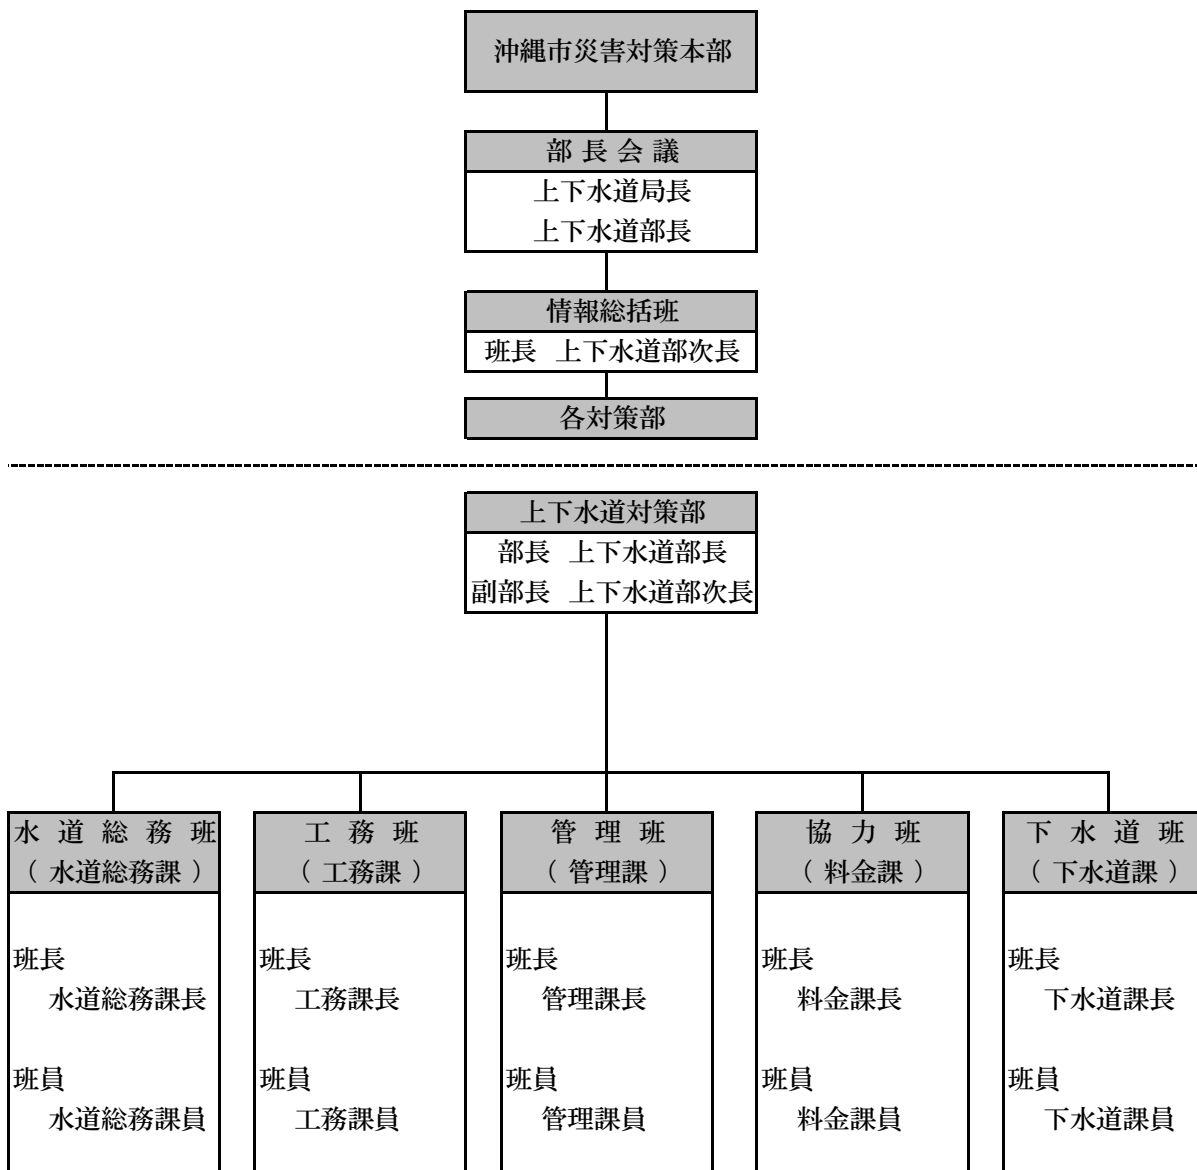 沖縄市災害対策本部
部長会議
上下水道局長
上下水道部長
情報総括班
班長 上下水道部次長
各対策部
上下水道対策部
部長 上下水道部長
副部長 上下水道部次長
水道総務班
（水道総務課）
班長
水道総務課長
班員
水道総務課員
工務班
（工務課）
班長
工務課長
班員
工務課員
管理班
（管理課）
班長
管理課長
班員
管理課員
協力班
（料金課）
班長
料金課長
班員
料金課員
下水道班
（下水道課）
班長
下水道課長
班員
下水道課員